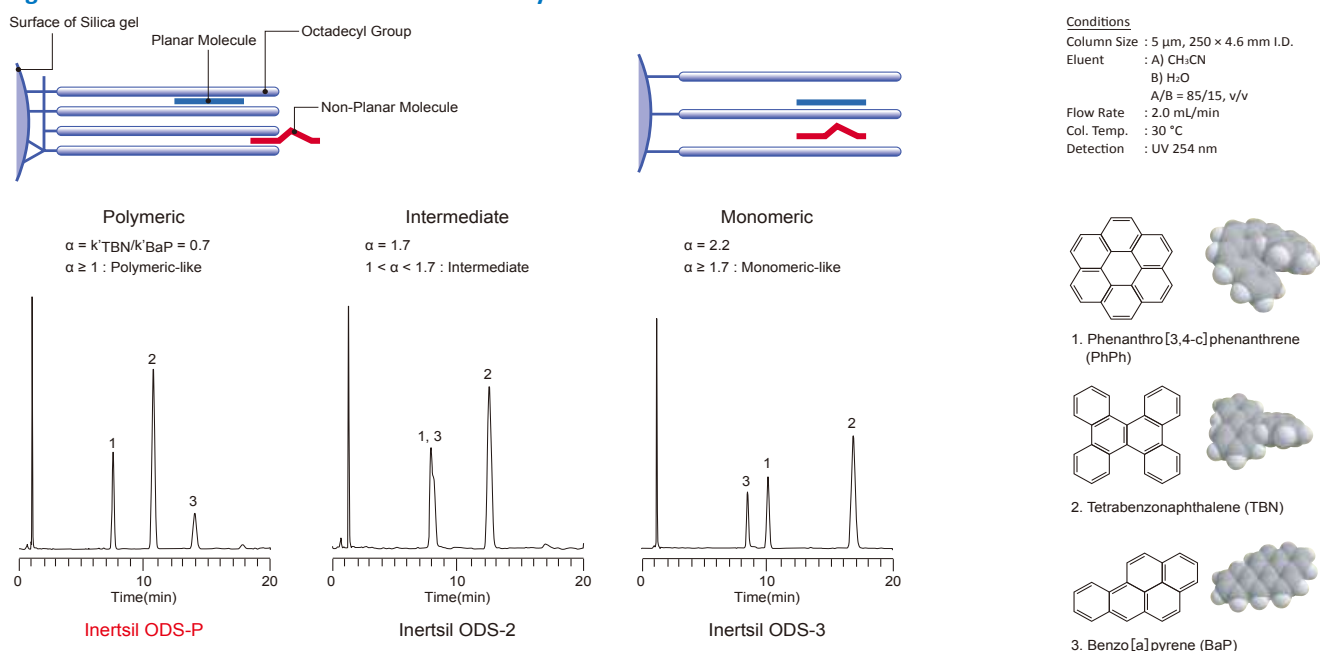 Surface of Silica gel
Planar Molecule
Octadecyl Group
Non-Planar Molecule
Conditions
Column Size : 5 µm, 250 × 4.6 mm I.D.
Eluent : A) CH₃CN
B) H₂O
A/B = 85/15, v/v
Flow Rate : 2.0 mL/min
Col. Temp. : 30 °C
Detection : UV 254 nm
Polymeric
α = k'TBN/k'BaP = 0.7
α ≥ 1 : Polymeric-like
1
2
3
0 10 20
Time(min)
Inertsil ODS-P
Intermediate
α = 1.7
1 < α < 1.7 : Intermediate
1, 3
2
0 10 20
Time(min)
Inertsil ODS-2
Monomeric
α = 2.2
α ≥ 1.7 : Monomeric-like
3
1
2
0 10 20
Time(min)
Inertsil ODS-3
1. Phenanthro[3,4-c]phenanthrene
(PhPh)
2. Tetrabenzonaphthalene (TBN)
3. Benzo[a]pyrene (BaP)